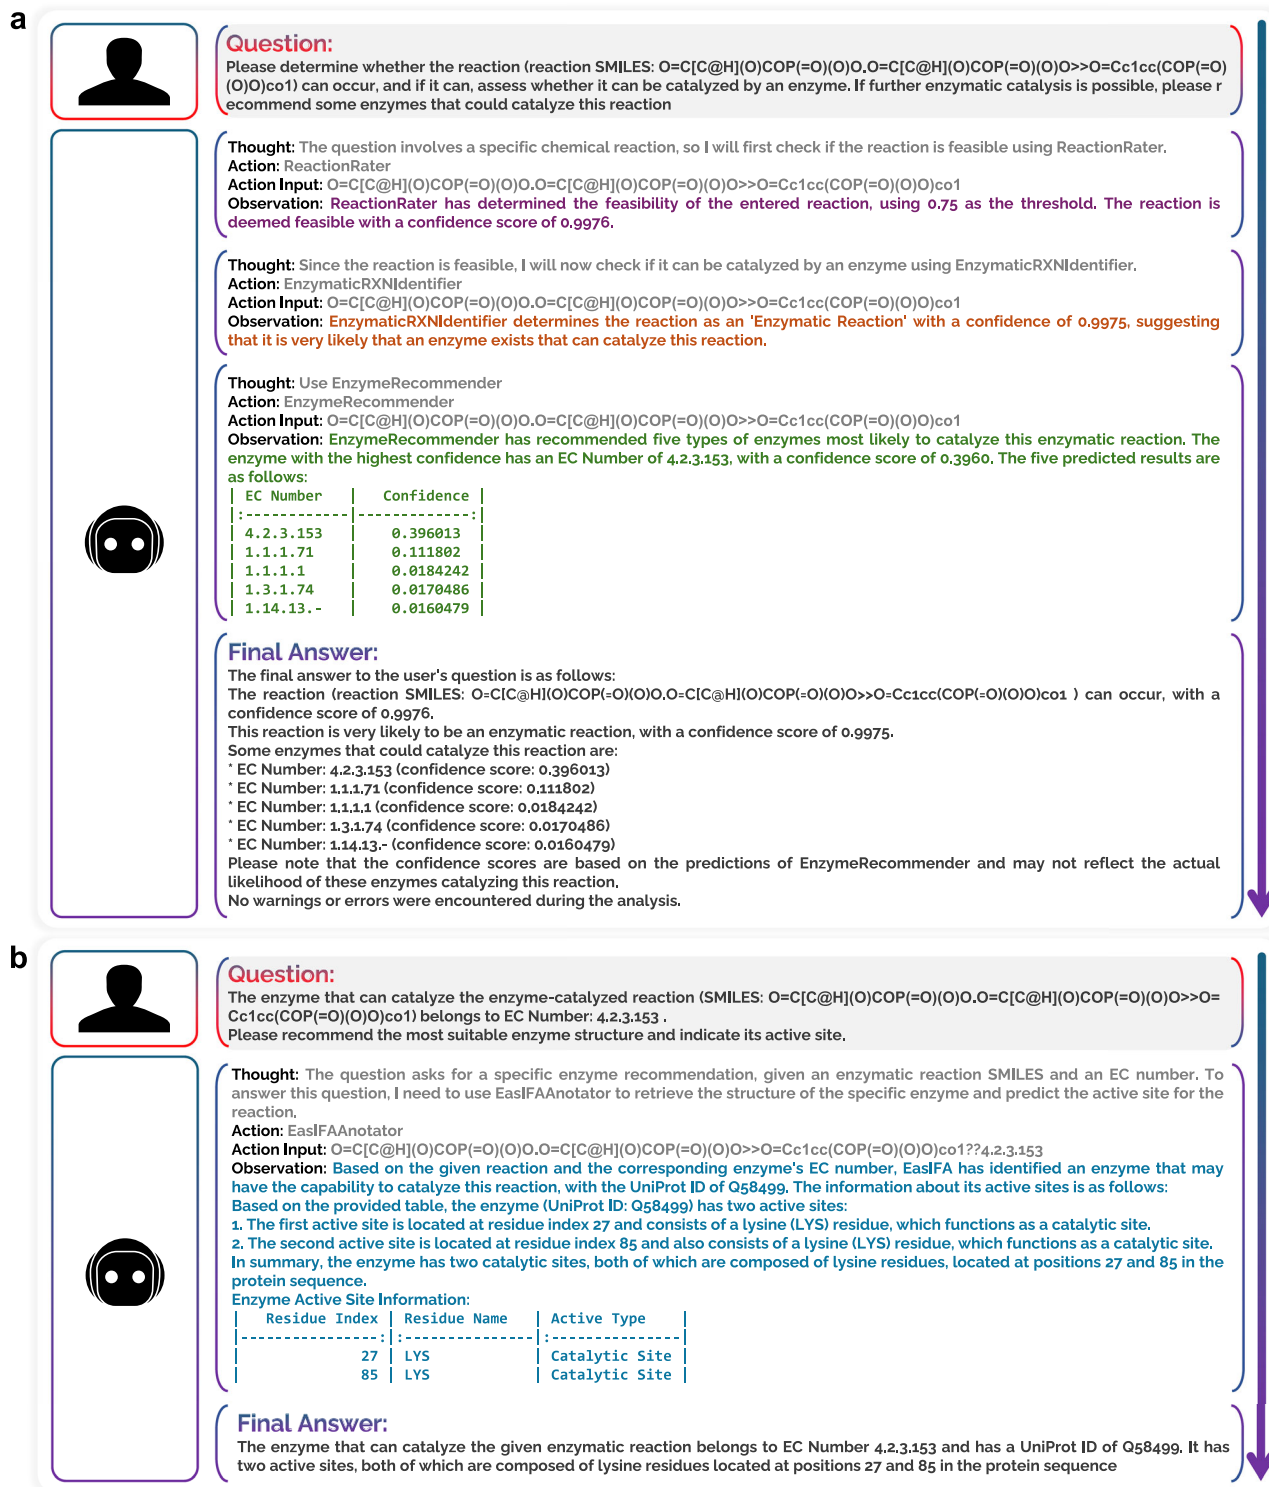 a
Question:
Please determine whether the reaction (reaction SMILES: O=C[C@H](O)COP(=O)(O)O.O=C[C@H](O)COP(=O)(O)O>>O=Cc1cc(COP(=O)
(O)O)co1) can occur, and if it can, assess whether it can be catalyzed by an enzyme. If further enzymatic catalysis is possible, please r
ecommend some enzymes that could catalyze this reaction
Thought: The question involves a specific chemical reaction, so I will first check if the reaction is feasible using ReactionRater.
Action: ReactionRater
Action Input: O=C[C@H](O)COP(=O)(O)O.O=C[C@H](O)COP(=O)(O)O>>O=Cc1cc(COP(=O)(O)O)co1
Observation: ReactionRater has determined the feasibility of the entered reaction, using 0.75 as the threshold. The reaction is
deemed feasible with a confidence score of 0.9976.
Thought: Since the reaction is feasible, I will now check if it can be catalyzed by an enzyme using EnzymaticRXNIdentifier.
Action: EnzymaticRXNIdentifier
Action Input: O=C[C@H](O)COP(=O)(O)O.O=C[C@H](O)COP(=O)(O)O>>O=Cc1cc(COP(=O)(O)O)co1
Observation: EnzymaticRXNIdentifier determines the reaction as an 'Enzymatic Reaction' with a confidence of 0.9975, suggesting
that it is very likely that an enzyme exists that can catalyze this reaction.
Thought: Use EnzymeRecommender
Action: EnzymeRecommender
Action Input: O=C[C@H](O)COP(=O)(O)O.O=C[C@H](O)COP(=O)(O)O>>O=Cc1cc(COP(=O)(O)O)co1
Observation: EnzymeRecommender has recommended five types of enzymes most likely to catalyze this enzymatic reaction. The
enzyme with the highest confidence has an EC Number of 4.2.3.153, with a confidence score of 0.3960. The five predicted results are
as follows:
| EC Number | Confidence |
|:------------|-------------:|
| 4.2.3.153 | 0.396013 |
| 1.1.1.71 | 0.111802 |
| 1.1.1.1 | 0.0184242 |
| 1.3.1.74 | 0.0170486 |
| 1.14.13.- | 0.0160479 |
Final Answer:
The final answer to the user's question is as follows:
The reaction (reaction SMILES: O=C[C@H](O)COP(=O)(O)O.O=C[C@H](O)COP(=O)(O)O>>O=Cc1cc(COP(=O)(O)O)co1 ) can occur, with a
confidence score of 0.9976.
This reaction is very likely to be an enzymatic reaction, with a confidence score of 0.9975.
Some enzymes that could catalyze this reaction are:
* EC Number: 4.2.3.153 (confidence score: 0.396013)
* EC Number: 1.1.1.71 (confidence score: 0.111802)
* EC Number: 1.1.1.1 (confidence score: 0.0184242)
* EC Number: 1.3.1.74 (confidence score: 0.0170486)
* EC Number: 1.14.13.- (confidence score: 0.0160479)
Please note that the confidence scores are based on the predictions of EnzymeRecommender and may not reflect the actual
likelihood of these enzymes catalyzing this reaction.
No warnings or errors were encountered during the analysis.
b
Question:
The enzyme that can catalyze the enzyme-catalyzed reaction (SMILES: O=C[C@H](O)COP(=O)(O)O.O=C[C@H](O)COP(=O)(O)O>>O=
Cc1cc(COP(=O)(O)O)co1) belongs to EC Number: 4.2.3.153 .
Please recommend the most suitable enzyme structure and indicate its active site.
Thought: The question asks for a specific enzyme recommendation, given an enzymatic reaction SMILES and an EC number. To
answer this question, I need to use EasIFAAnotator to retrieve the structure of the specific enzyme and predict the active site for the
reaction.
Action: EasIFAAnotator
Action Input: O=C[C@H](O)COP(=O)(O)O.O=C[C@H](O)COP(=O)(O)O>>O=Cc1cc(COP(=O)(O)O)co1??4.2.3.153
Observation: Based on the given reaction and the corresponding enzyme's EC number, EasIFA has identified an enzyme that may
have the capability to catalyze this reaction, with the UniProt ID of Q58499. The information about its active sites is as follows:
Based on the provided table, the enzyme (UniProt ID: Q58499) has two active sites:
1. The first active site is located at residue index 27 and consists of a lysine (LYS) residue, which functions as a catalytic site.
2. The second active site is located at residue index 85 and also consists of a lysine (LYS) residue, which functions as a catalytic site.
In summary, the enzyme has two catalytic sites, both of which are composed of lysine residues, located at positions 27 and 85 in the
protein sequence.
Enzyme Active Site Information:
| Residue Index | Residue Name | Active Type |
|----------------:|:---------------|:---------------|
| 27 | LYS | Catalytic Site |
| 85 | LYS | Catalytic Site |
Final Answer:
The enzyme that can catalyze the given enzymatic reaction belongs to EC Number 4.2.3.153 and has a UniProt ID of Q58499. It has
two active sites, both of which are composed of lysine residues located at positions 27 and 85 in the protein sequence